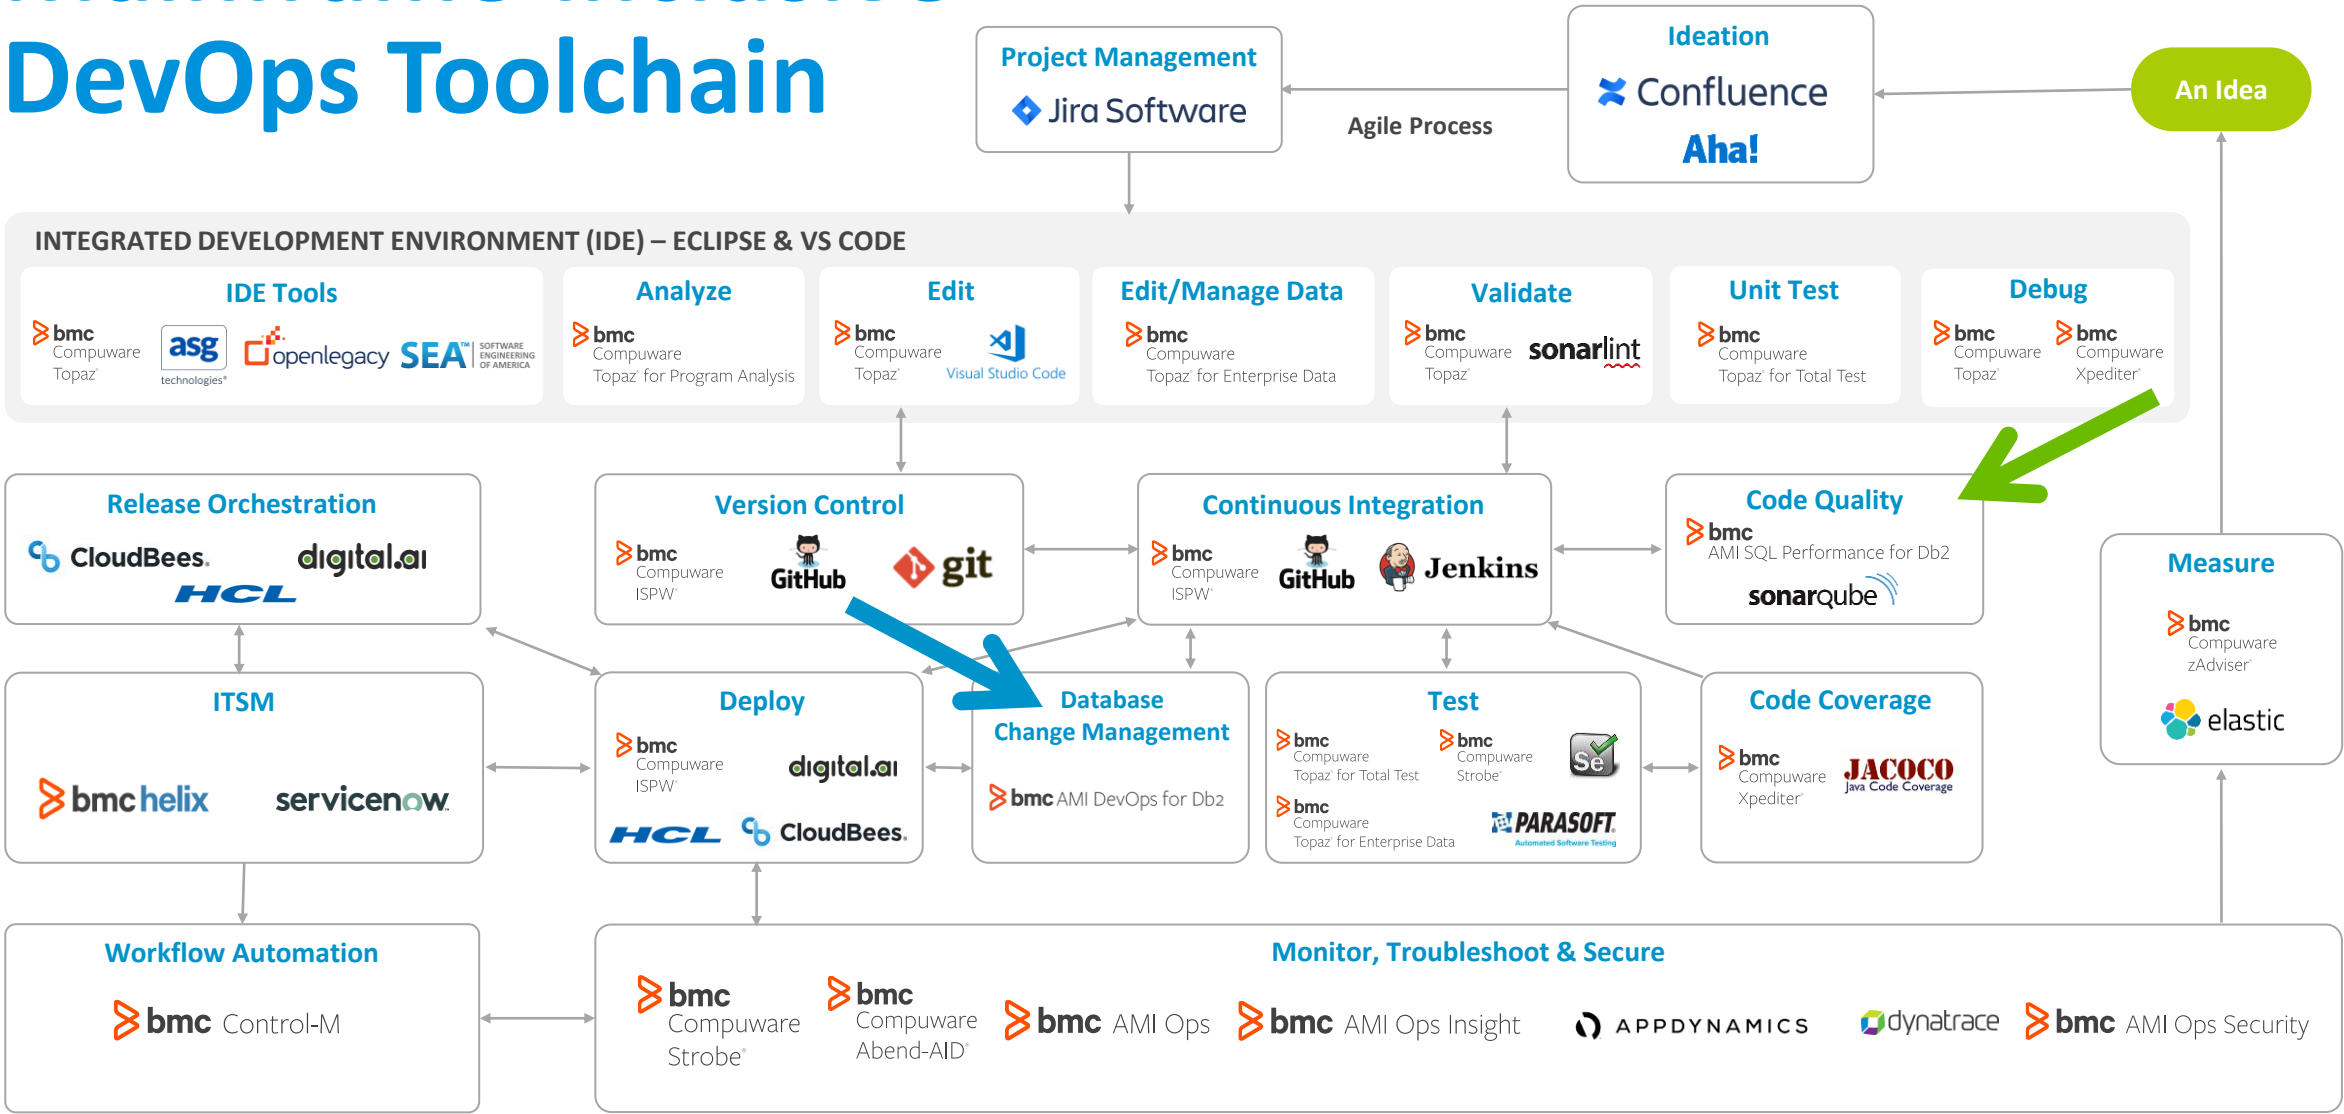 DevOps Toolchain
Project Management
Jira Software
Agile Process
Ideation
Confluence
Aha!
An Idea
INTEGRATED DEVELOPMENT ENVIRONMENT (IDE) – ECLIPSE & VS CODE
IDE Tools
bmc
Compuware
Topaz®
asg
technologies®
openlegacy
SEA™
SOFTWARE
ENGINEERING
OF AMERICA
Analyze
bmc
Compuware
Topaz® for Program Analysis
Edit
bmc
Compuware
Topaz®
Visual Studio Code
Edit/Manage Data
bmc
Compuware
Topaz® for Enterprise Data
Validate
bmc
Compuware
Topaz®
sonarlint
Unit Test
bmc
Compuware
Topaz® for Total Test
Debug
bmc
Compuware
Topaz®
bmc
Compuware
Xpediter®
Release Orchestration
CloudBees.
digital.ai
HCL
Version Control
bmc
Compuware
ISPW®
GitHub
git
Continuous Integration
bmc
Compuware
ISPW®
GitHub
Jenkins
Code Quality
bmc
AMI SQL Performance for Db2
sonarqube
Measure
bmc
Compuware
zAdviser®
elastic
ITSM
bmc helix
servicenow
Deploy
bmc
Compuware
ISPW®
digital.ai
HCL
CloudBees.
Database
Change Management
bmc AMI DevOps for Db2
Test
bmc
Compuware
Topaz® for Total Test
bmc
Compuware
Strobe®
Se
bmc
Compuware
Topaz® for Enterprise Data
PARASOFT.
Automated Software Testing
Code Coverage
bmc
Compuware
Xpediter®
JACOCO
Java Code Coverage
Workflow Automation
bmc Control-M
Monitor, Troubleshoot & Secure
bmc
Compuware
Strobe®
bmc
Compuware
Abend-AID®
bmc AMI Ops
bmc AMI Ops Insight
APPDYNAMICS
dynatrace
bmc AMI Ops Security